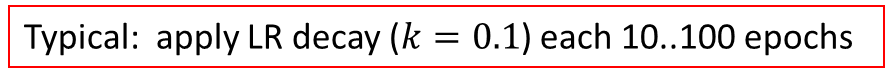 Typical: apply LR decay (𝑘 = 0.1) each 10..100 epochs